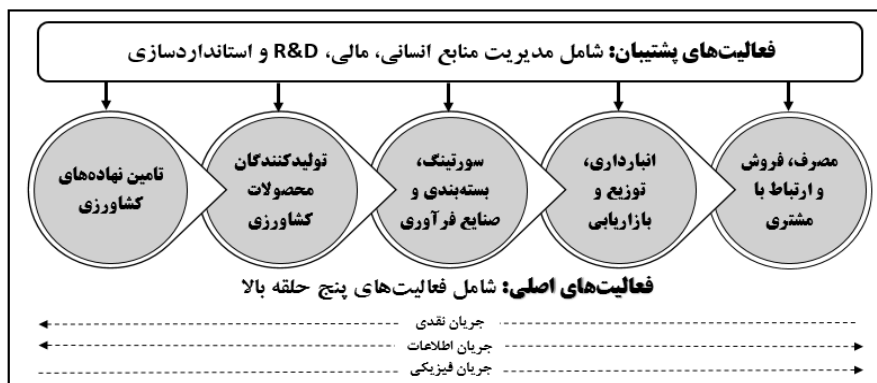 فعالیت‌های پشتیبان: شامل مدیریت منابع انسانی، مالی، R&D و استانداردسازی
تامین نهاده‌های
کشاورزی
تولیدکنندگان
محصولات
کشاورزی
سورتینگ،
بسته‌بندی و
صنایع فرآوری
انبارداری،
توزیع و
بازاریابی
مصرف، فروش
و ارتباط با
مشتری
فعالیت‌های اصلی: شامل فعالیت‌های پنج حلقه بالا
جریان نقدی
جریان اطلاعات
جریان فیزیکی